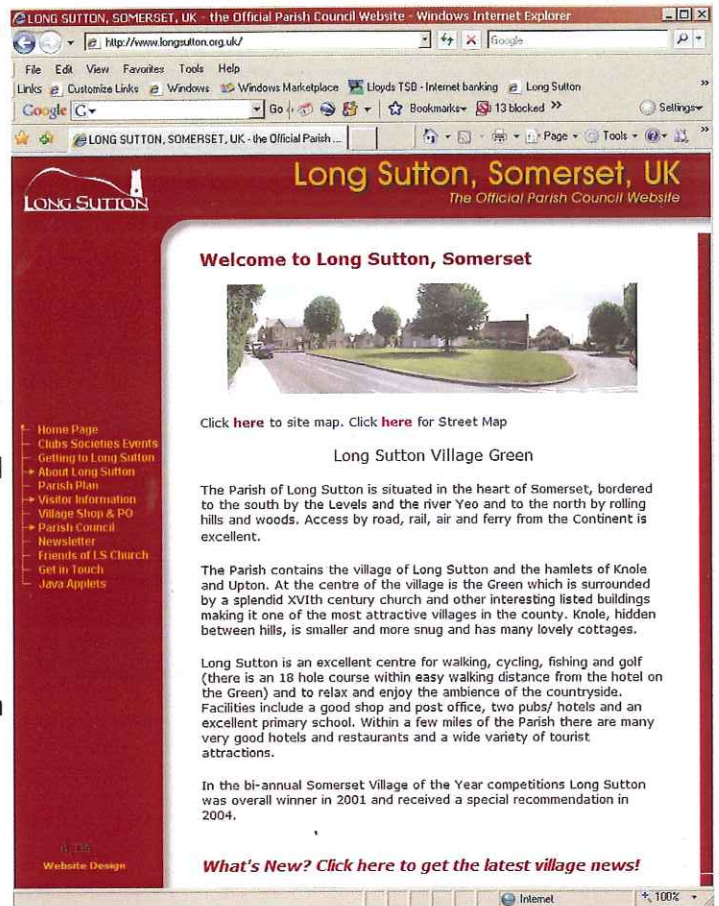 LONG SUTTON, SOMERSET, UK - the Official Parish Council Website - Windows Internet Explorer
http://www.longsutton.org.uk/
Google
File Edit View Favorites Tools Help
Links Customize Links Windows Windows Marketplace Lloyds TSB - Internet banking Long Sutton »
Google G Go Bookmarks 13 blocked » Settings
LONG SUTTON, SOMERSET, UK - the Official Parish ... Page Tools »
LONG SUTTON
Long Sutton, Somerset, UK
The Official Parish Council Website
Welcome to Long Sutton, Somerset
Click here to site map. Click here for Street Map
Long Sutton Village Green
Home Page
Clubs Societies Events
Getting to Long Sutton
About Long Sutton
Parish Plan
Visitor Information
Village Shop & PO
Parish Council
Newsletter
Friends of LS Church
Get in Touch
Java Applets
The Parish of Long Sutton is situated in the heart of Somerset, bordered
to the south by the Levels and the river Yeo and to the north by rolling
hills and woods. Access by road, rail, air and ferry from the Continent is
excellent.
The Parish contains the village of Long Sutton and the hamlets of Knole
and Upton. At the centre of the village is the Green which is surrounded
by a splendid XVIth century church and other interesting listed buildings
making it one of the most attractive villages in the county. Knole, hidden
between hills, is smaller and more snug and has many lovely cottages.
Long Sutton is an excellent centre for walking, cycling, fishing and golf
(there is an 18 hole course within easy walking distance from the hotel on
the Green) and to relax and enjoy the ambience of the countryside.
Facilities include a good shop and post office, two pubs/ hotels and an
excellent primary school. Within a few miles of the Parish there are many
very good hotels and restaurants and a wide variety of tourist
attractions.
In the bi-annual Somerset Village of the Year competitions Long Sutton
was overall winner in 2001 and received a special recommendation in
2004.
Website Design
What's New? Click here to get the latest village news!
Internet 100%